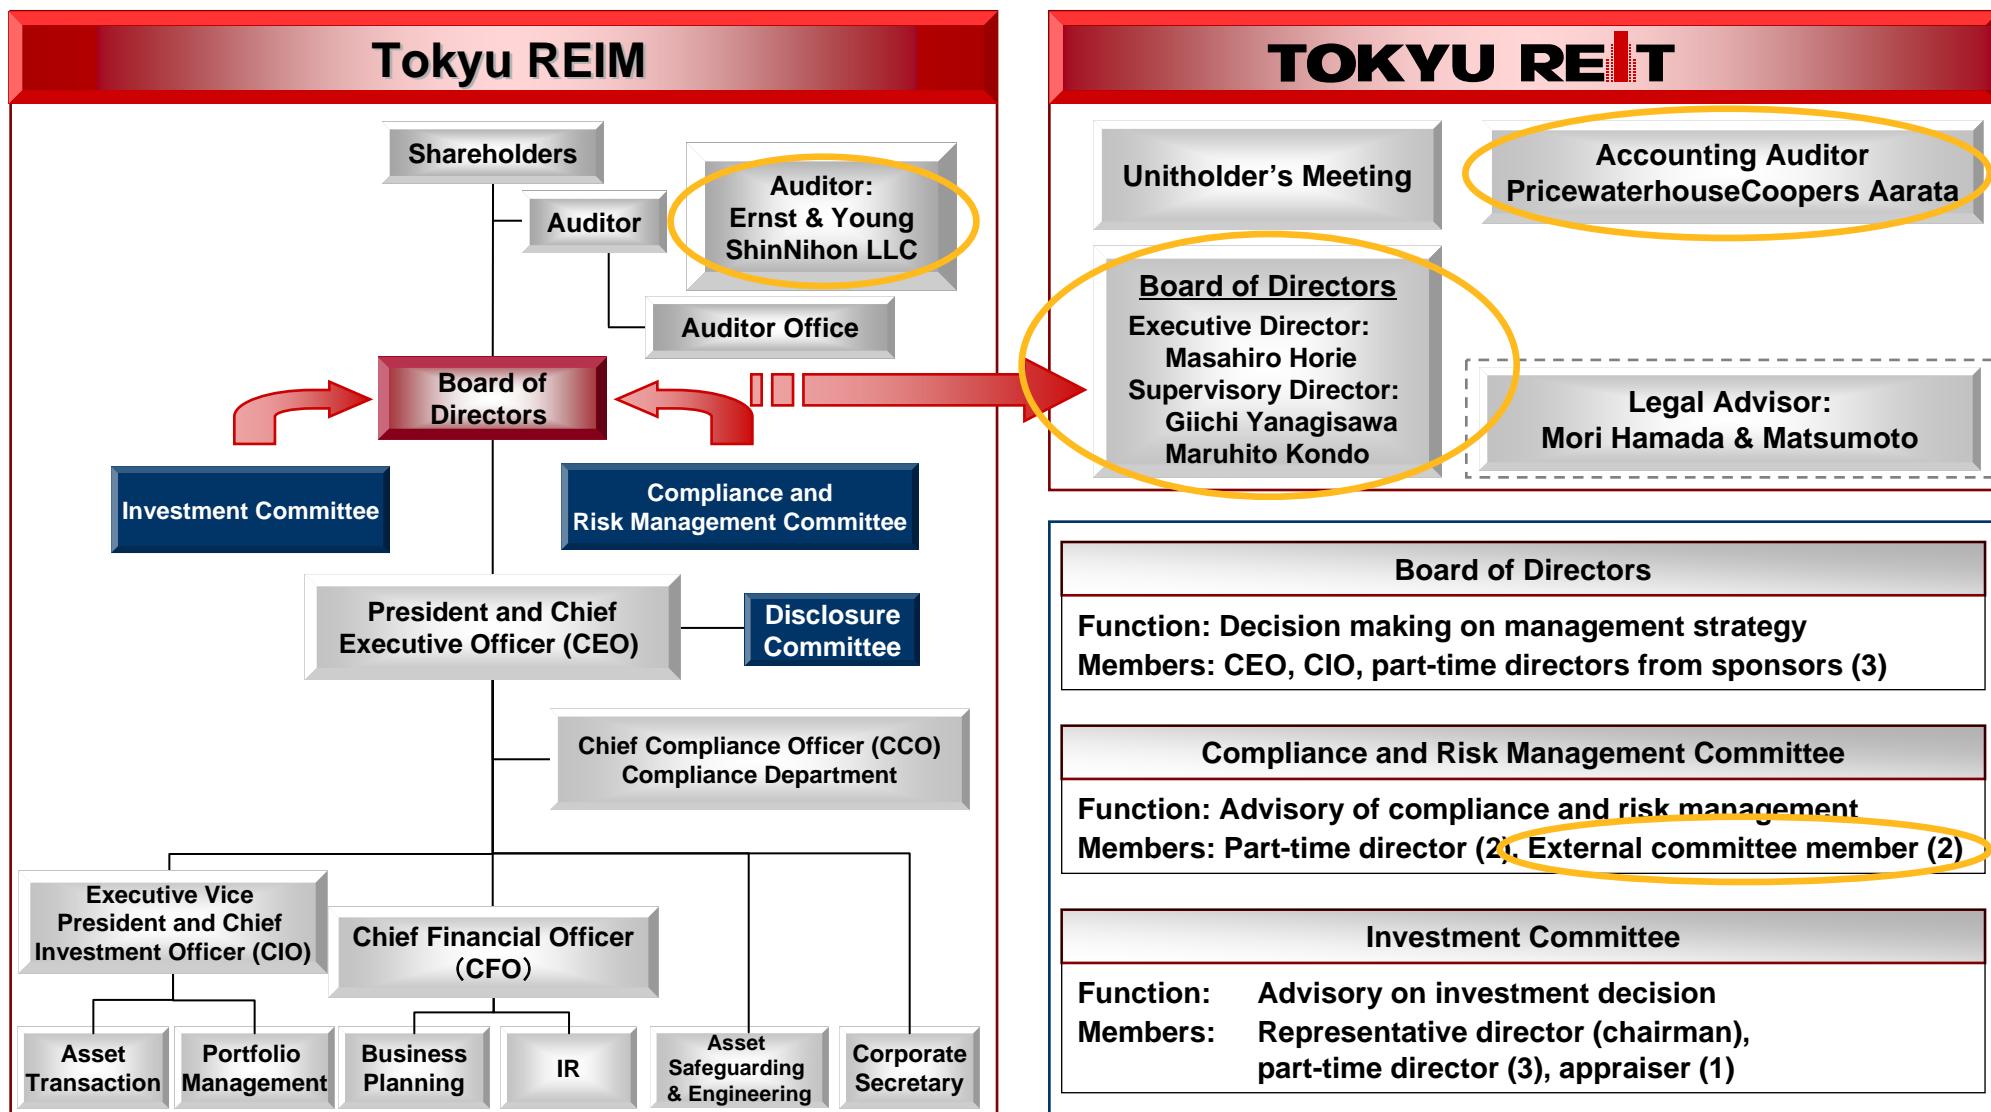 Tokyu REIM
Shareholders
Auditor
Auditor:
Ernst & Young
ShinNihon LLC
Auditor Office
Board of
Directors
Investment Committee
Compliance and
Risk Management Committee
President and Chief
Executive Officer (CEO)
Disclosure
Committee
Chief Compliance Officer (CCO)
Compliance Department
Executive Vice
President and Chief
Investment Officer (CIO)
Chief Financial Officer
（CFO）
Asset
Transaction
Portfolio
Management
Business
Planning
IR
Asset
Safeguarding
& Engineering
Corporate
Secretary
TOKYU REIT
Unitholder's Meeting
Accounting Auditor
PricewaterhouseCoopers Aarata
Board of Directors
Executive Director:
Masahiro Horie
Supervisory Director:
Giichi Yanagisawa
Maruhito Kondo
Legal Advisor:
Mori Hamada & Matsumoto
Board of Directors
Function: Decision making on management strategy
Members: CEO, CIO, part-time directors from sponsors (3)
Compliance and Risk Management Committee
Function: Advisory of compliance and risk management
Members: Part-time director (2), External committee member (2)
Investment Committee
Function: Advisory on investment decision
Members: Representative director (chairman),
part-time director (3), appraiser (1)